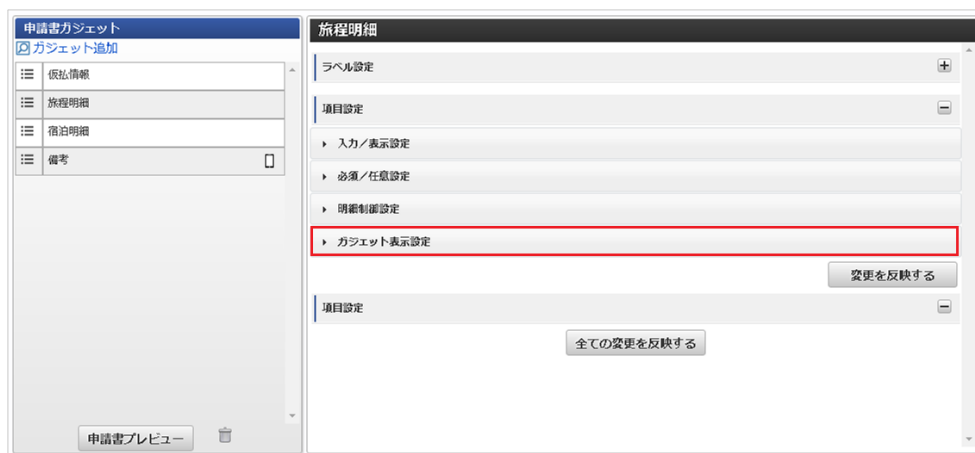 申請書ガジェット
ガジェット追加
仮払情報
旅程明細
宿泊明細
備考
申請書プレビュー
旅程明細
ラベル設定
項目設定
入力／表示設定
必須／任意設定
明細制御設定
ガジェット表示設定
変更を反映する
項目設定
全ての変更を反映する